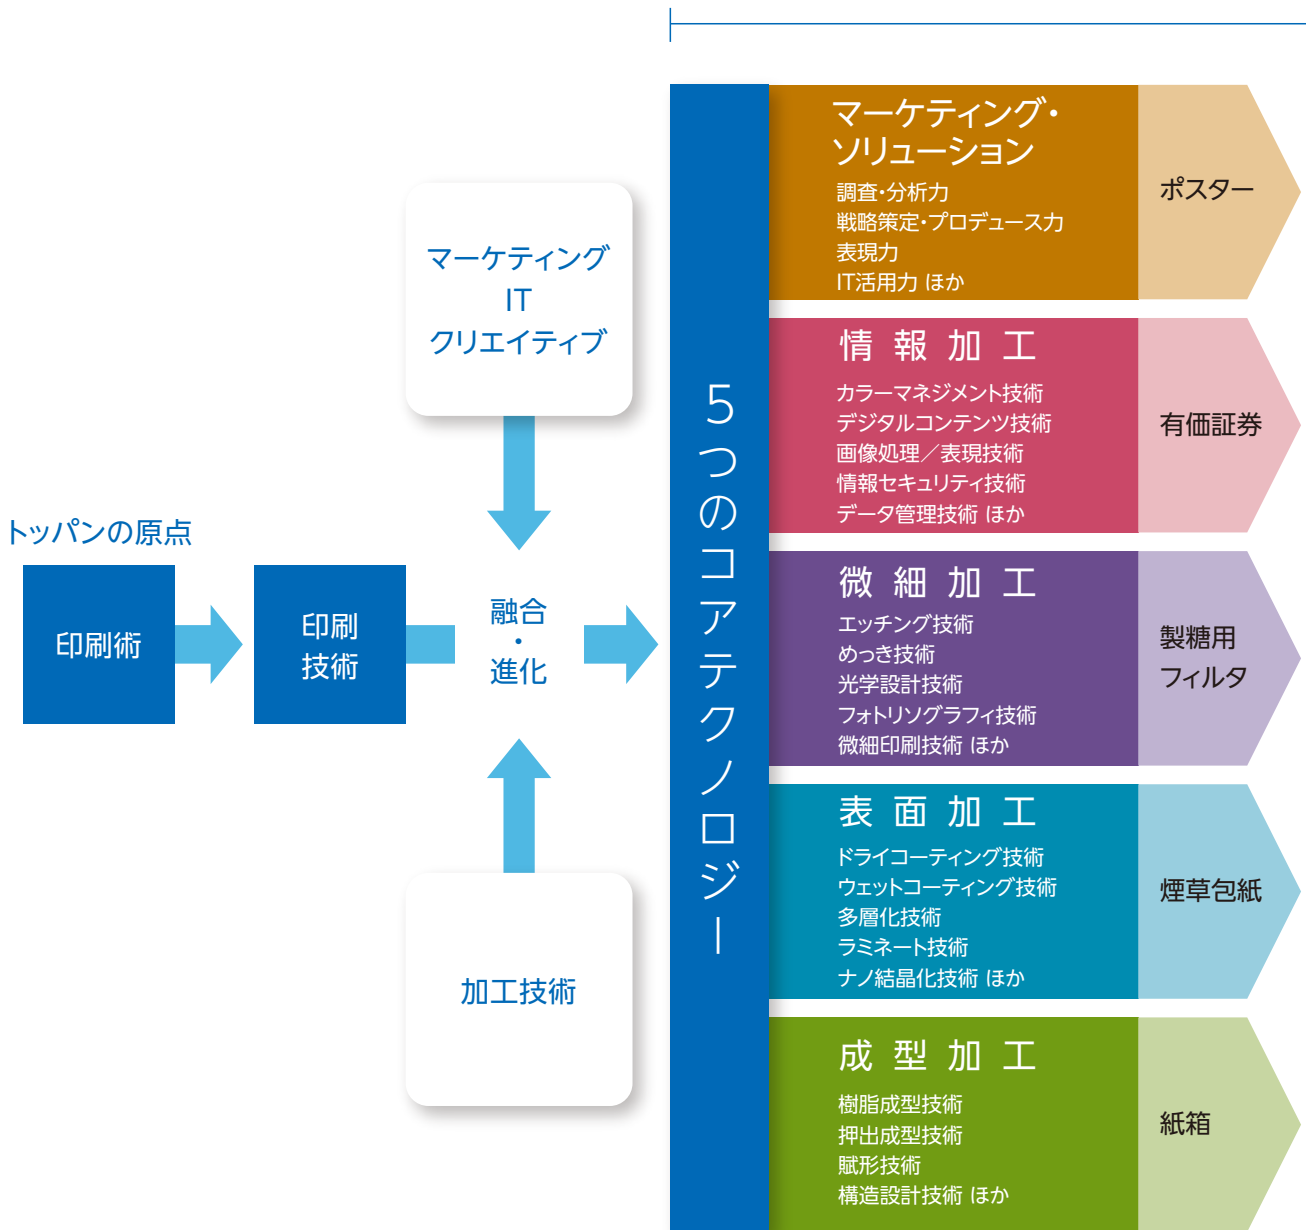 トッパンの原点
印刷術
印刷
技術
マーケティング
IT
クリエイティブ
融合
・
進化
加工技術
5つのコアテクノロジー
マーケティング・
ソリューション
調査・分析力
戦略策定・プロデュース力
表現力
IT活用力 ほか
ポスター
情報加工
カラーマネジメント技術
デジタルコンテンツ技術
画像処理／表現技術
情報セキュリティ技術
データ管理技術 ほか
有価証券
微細加工
エッチング技術
めっき技術
光学設計技術
フォトリソグラフィ技術
微細印刷技術 ほか
製糖用
フィルタ
表面加工
ドライコーティング技術
ウェットコーティング技術
多層化技術
ラミネート技術
ナノ結晶化技術 ほか
煙草包紙
成型加工
樹脂成型技術
押出成型技術
賦形技術
構造設計技術 ほか
紙箱